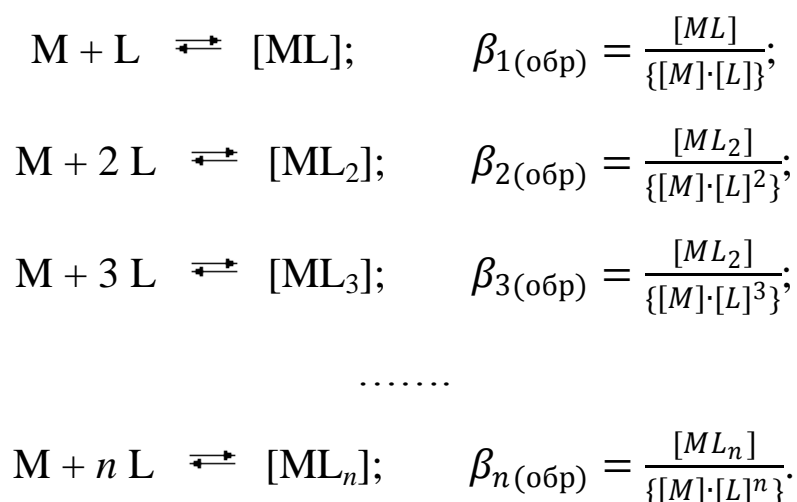 M + L ⇄ [ML]; β₁₍обр₎ = [ML] / {[M]·[L]};
M + 2 L ⇄ [ML₂]; β₂₍обр₎ = [ML₂] / {[M]·[L]²};
M + 3 L ⇄ [ML₃]; β₃₍обр₎ = [ML₂] / {[M]·[L]³};
.......
M + n L ⇄ [MLₙ]; βₙ₍обр₎ = [MLₙ] / {[M]·[L]ⁿ}.